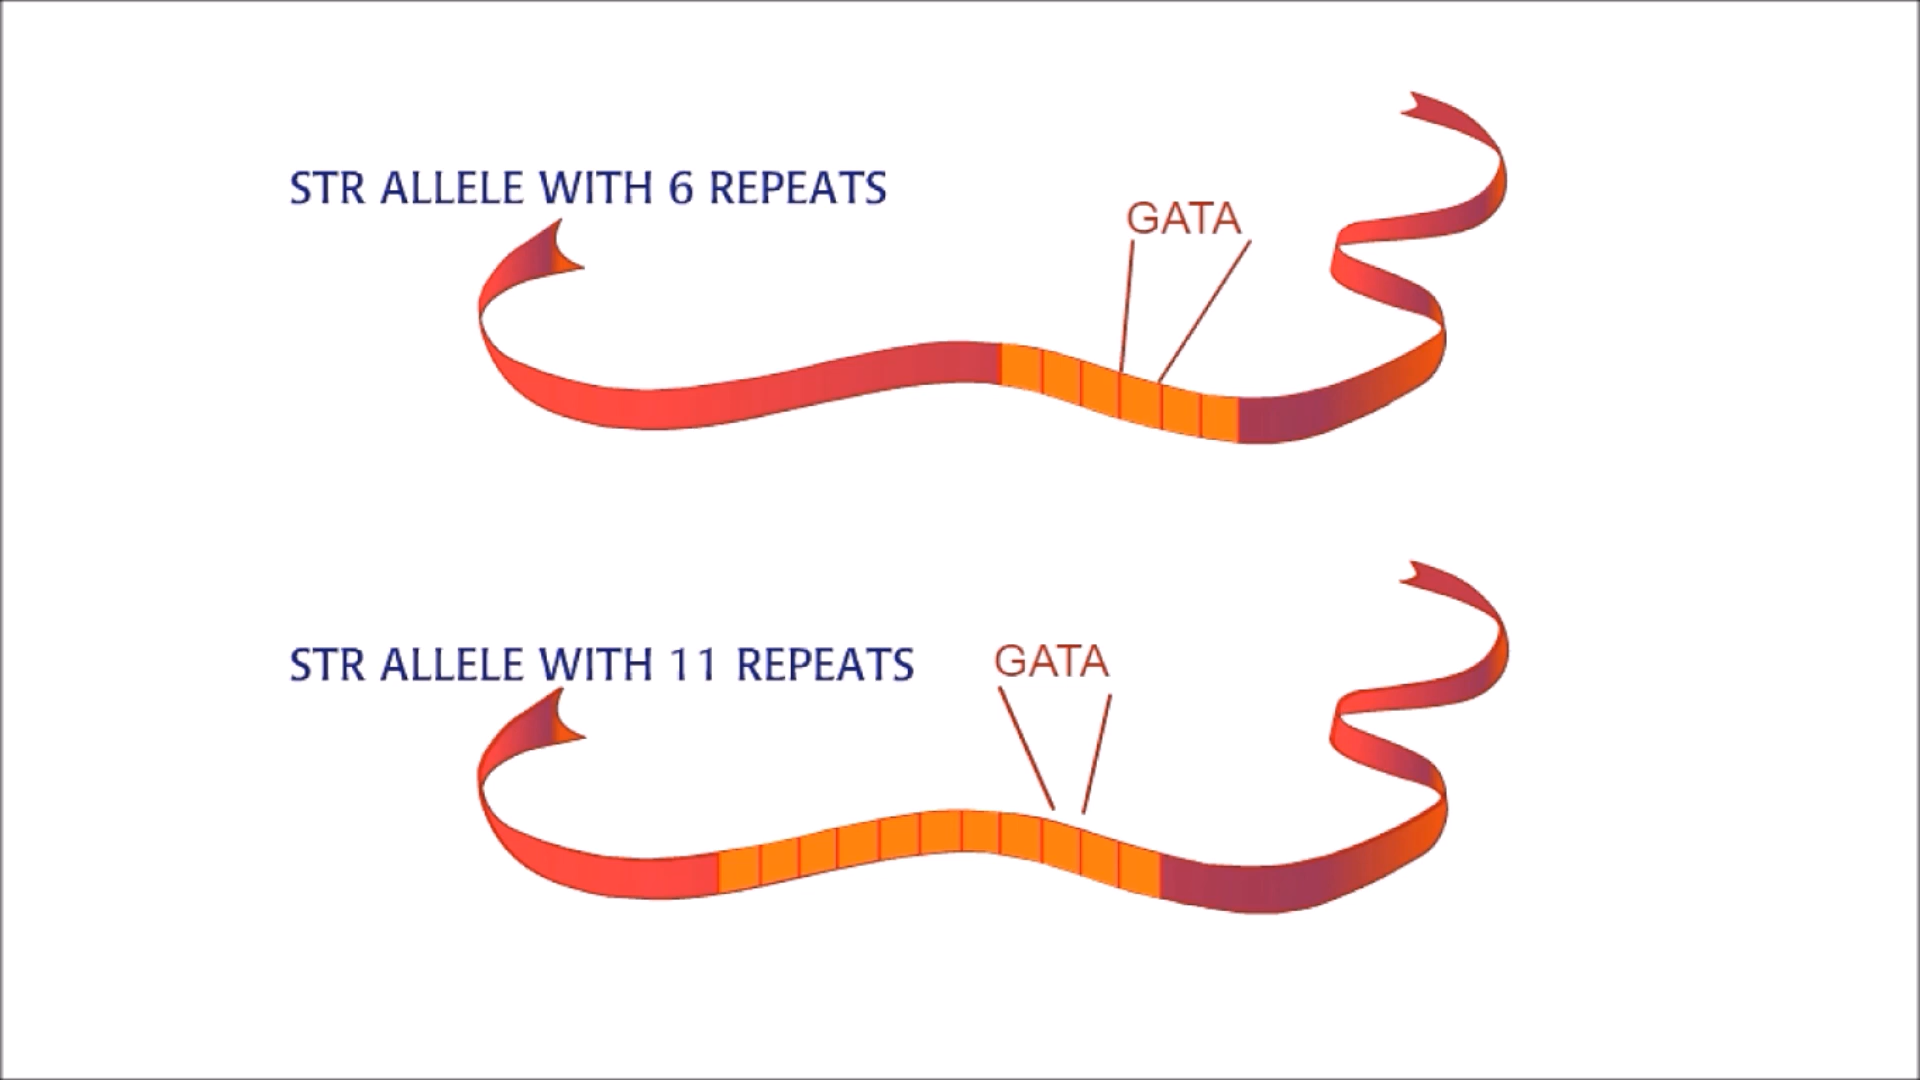 STR ALLELE WITH 6 REPEATS
GATA
STR ALLELE WITH 11 REPEATS
GATA